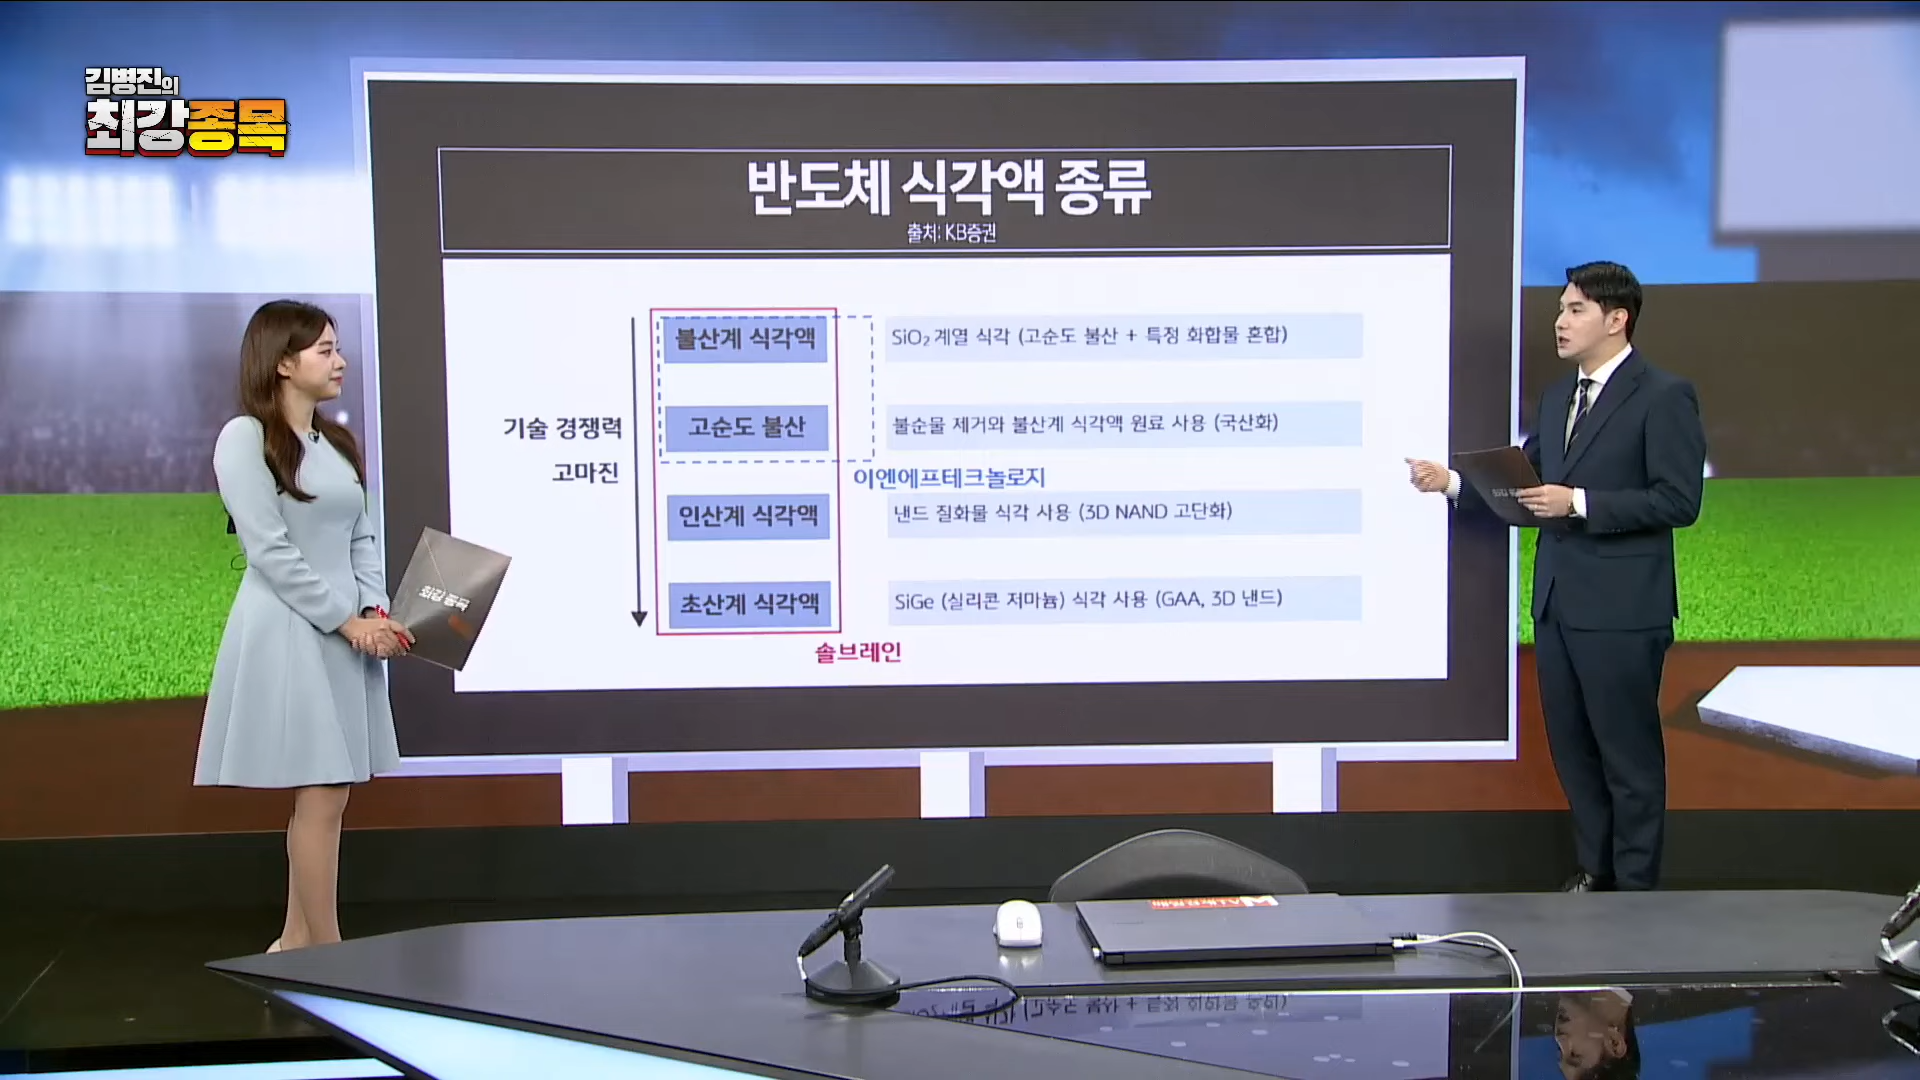 김병진의
최강종목
반도체 식각액 종류
출처: KB증권
불산계 식각액
SiO₂ 계열 식각 (고순도 불산 + 특정 화합물 혼합)
기술 경쟁력
고마진
고순도 불산
불순물 제거와 불산계 식각액 원료 사용 (국산화)
이엔에프테크놀로지
인산계 식각액
낸드 질화물 식각 사용 (3D NAND 고단화)
초산계 식각액
SiGe (실리콘 저마늄) 식각 사용 (GAA, 3D 낸드)
솔브레인
최강 종목